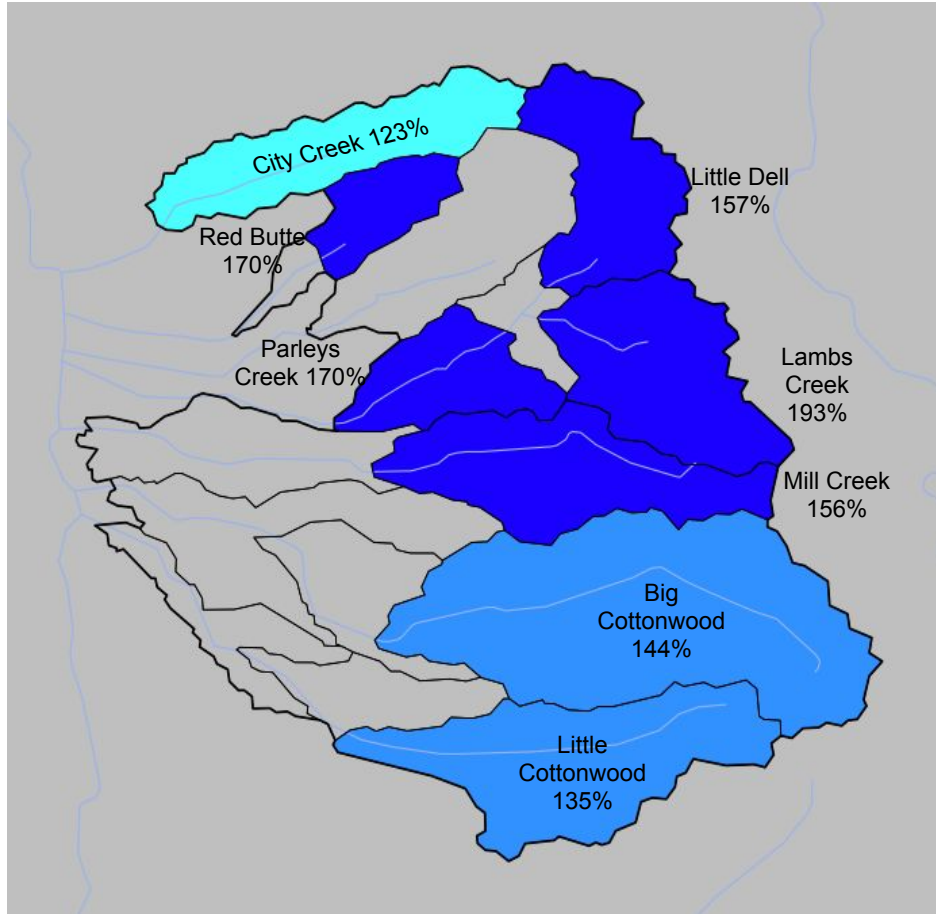 City Creek 123%
Little Dell
157%
Red Butte
170%
Parleys
Creek 170%
Lambs
Creek
193%
Mill Creek
156%
Big
Cottonwood
144%
Little
Cottonwood
135%